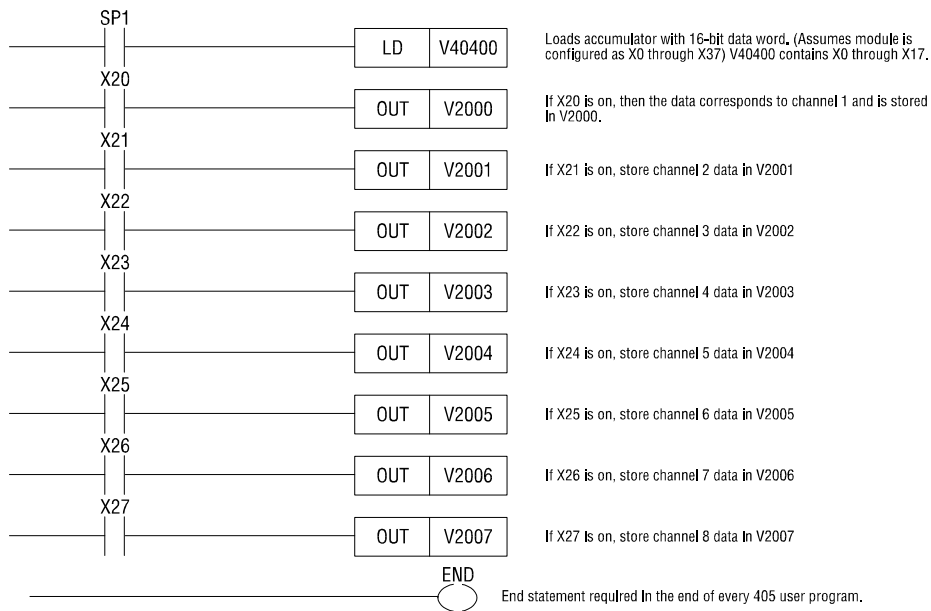 SP1
LD V40400
Loads accumulator with 16-bit data word. (Assumes module is
configured as X0 through X37) V40400 contains X0 through X17.
X20
OUT V2000
If X20 is on, then the data corresponds to channel 1 and is stored
in V2000.
X21
OUT V2001
If X21 is on, store channel 2 data in V2001
X22
OUT V2002
If X22 is on, store channel 3 data in V2002
X23
OUT V2003
If X23 is on, store channel 4 data in V2003
X24
OUT V2004
If X24 is on, store channel 5 data in V2004
X25
OUT V2005
If X25 is on, store channel 6 data in V2005
X26
OUT V2006
If X26 is on, store channel 7 data in V2006
X27
OUT V2007
If X27 is on, store channel 8 data in V2007
END
End statement required in the end of every 405 user program.